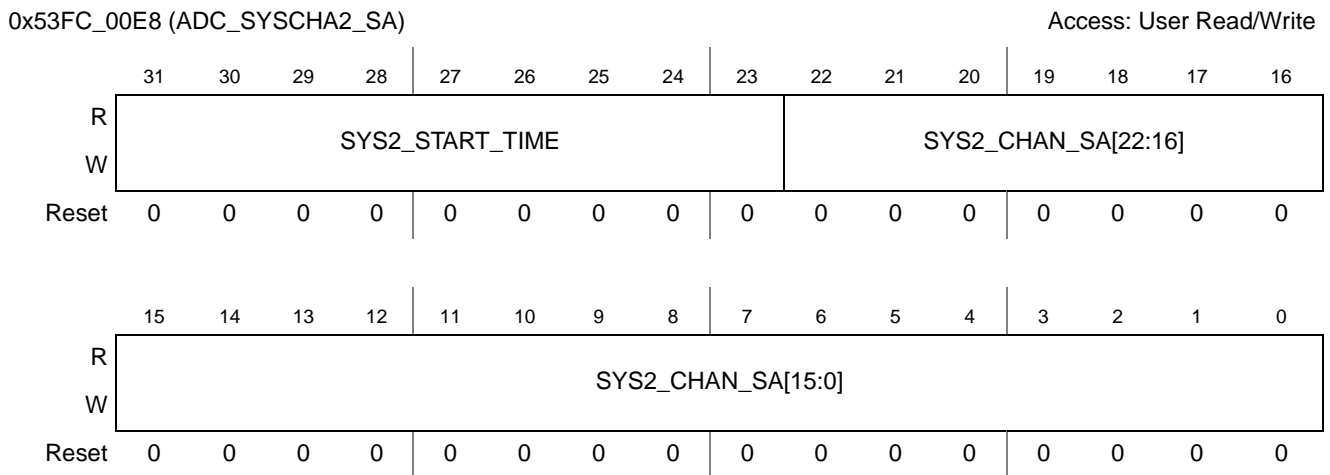 0x53FC_00E8 (ADC_SYSCHA2_SA) Access: User Read/Write
31 30 29 28 27 26 25 24 23 22 21 20 19 18 17 16
R
SYS2_START_TIME SYS2_CHAN_SA[22:16]
W
Reset 0 0 0 0 0 0 0 0 0 0 0 0 0 0 0 0
15 14 13 12 11 10 9 8 7 6 5 4 3 2 1 0
R
SYS2_CHAN_SA[15:0]
W
Reset 0 0 0 0 0 0 0 0 0 0 0 0 0 0 0 0